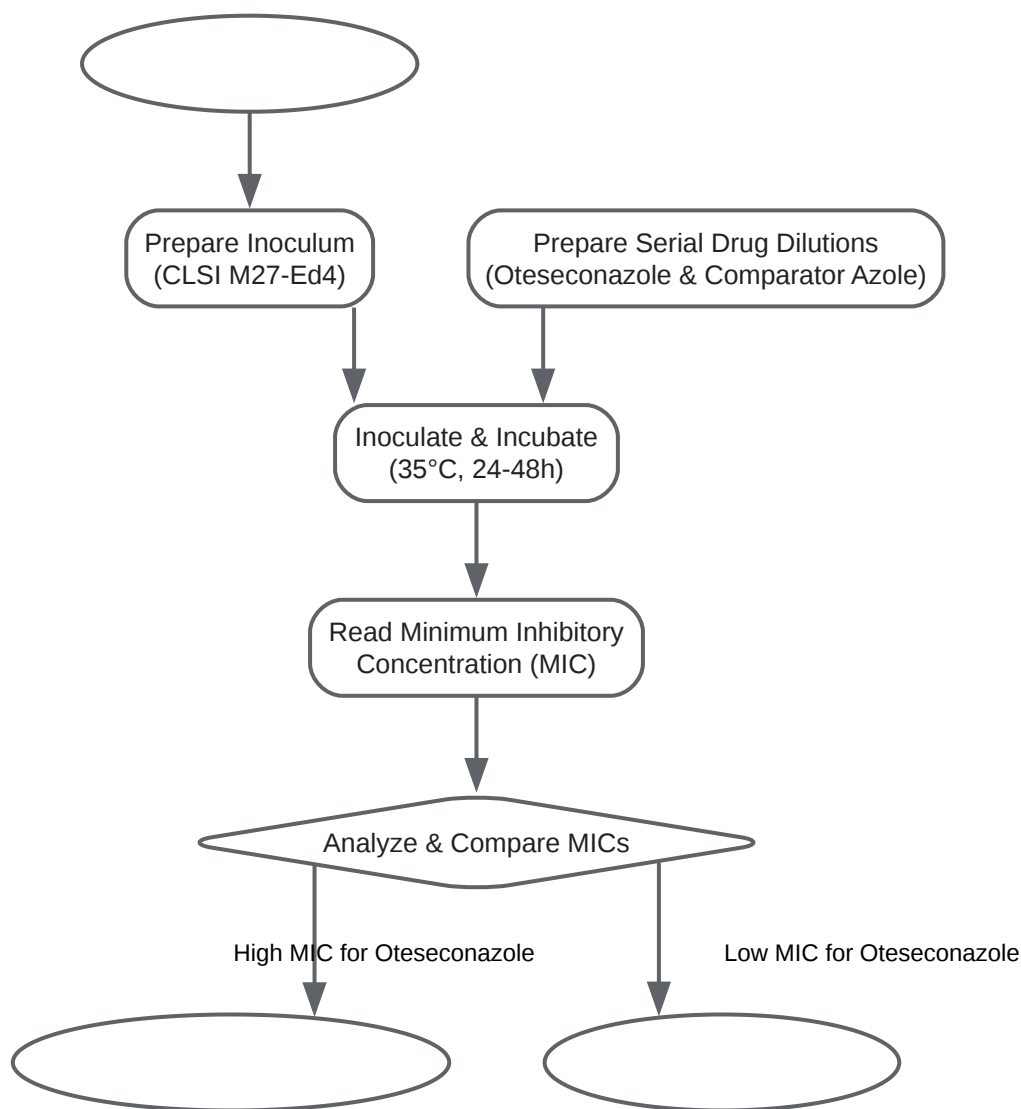 Prepare Inoculum
(CLSI M27-Ed4)
Prepare Serial Drug Dilutions
(Oteseconazole & Comparator Azole)
Inoculate & Incubate
(35°C, 24-48h)
Read Minimum Inhibitory
Concentration (MIC)
Analyze & Compare MICs
High MIC for Oteseconazole
Low MIC for Oteseconazole